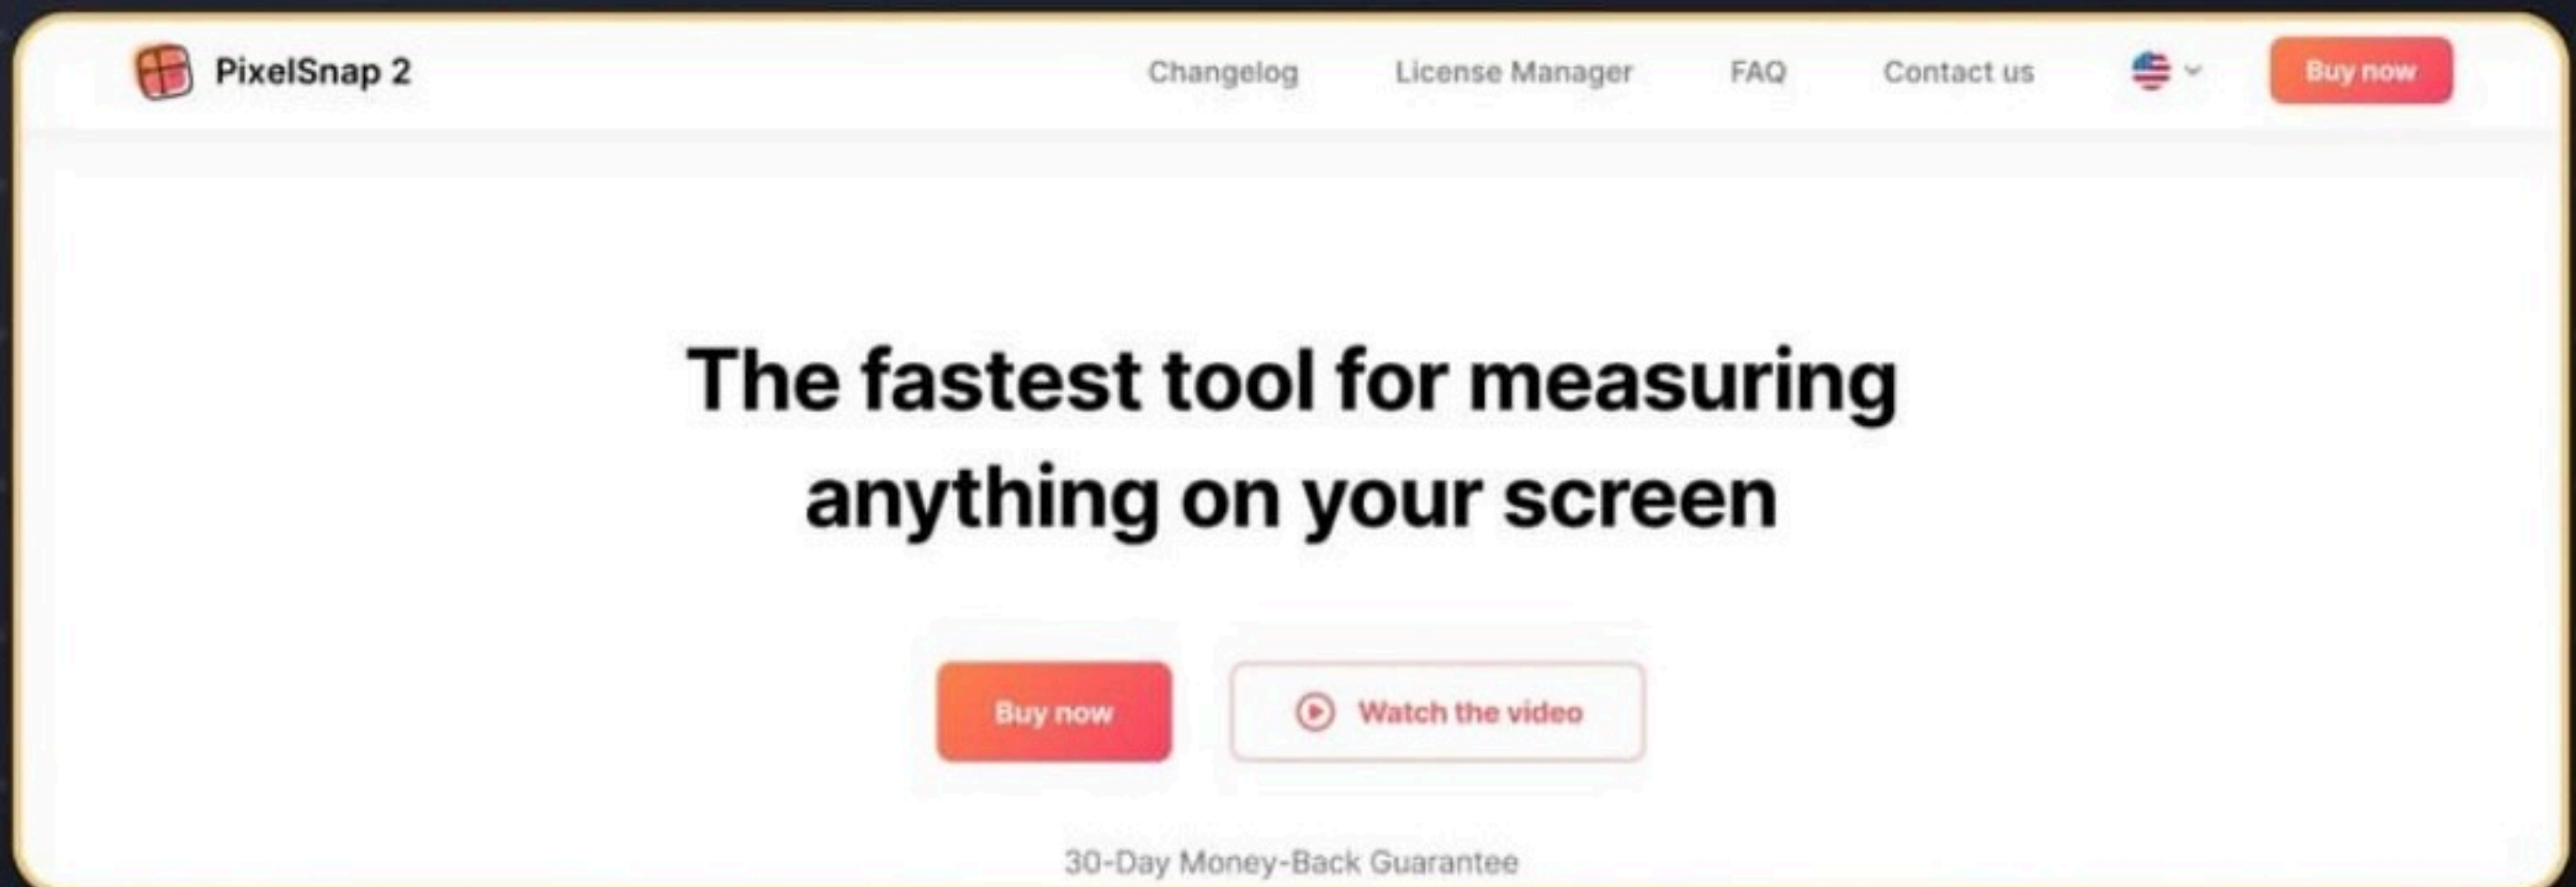 PixelSnap 2 Changelog License Manager FAQ Contact us Buy now
The fastest tool for measuring
anything on your screen
Buy now Watch the video
30-Day Money-Back Guarantee